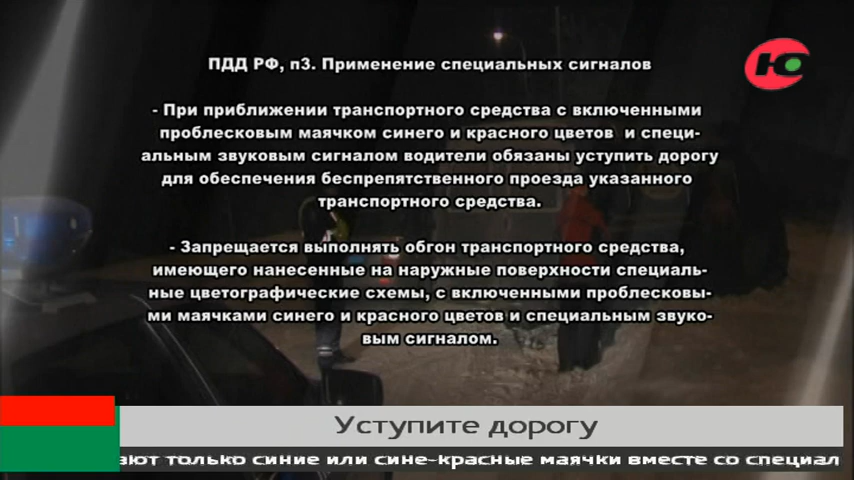 ПДД РФ, п3. Применение специальных сигналов
- При приближении транспортного средства с включенными
проблесковым маячком синего и красного цветов и специ-
альным звуковым сигналом водители обязаны уступить дорогу
для обеспечения беспрепятственного проезда указанного
транспортного средства.
- Запрещается выполнять обгон транспортного средства,
имеющего нанесенные на наружные поверхности специаль-
ные цветографические схемы, с включенными проблесковы-
ми маячками синего и красного цветов и специальным звуко-
вым сигналом.
Ю
Уступите дорогу
ают только синие или сине-красные маячки вместе со специал